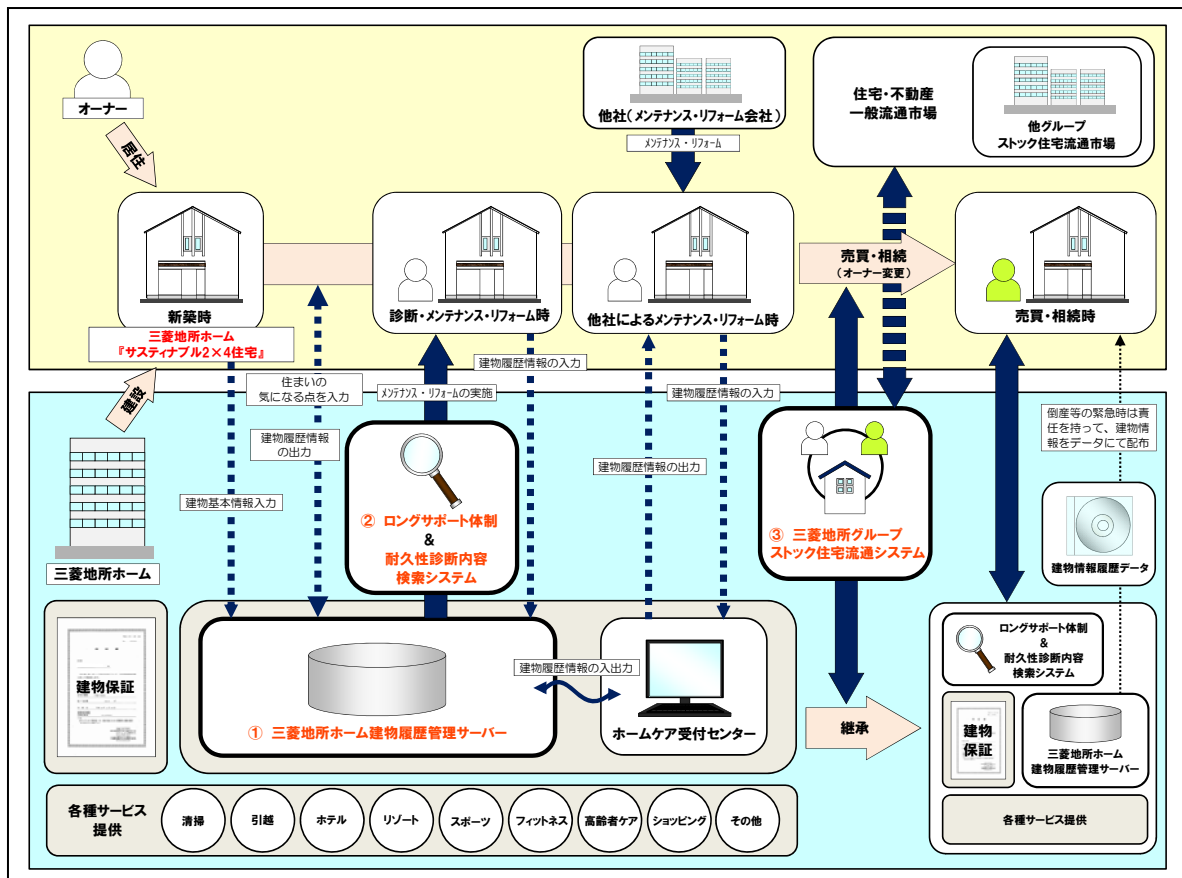 オーナー
居住
他社(メンテナンス・リフォーム会社)
メンテナンス・リフォーム
住宅・不動産
一般流通市場
他グループ
ストック住宅流通市場
新築時
三菱地所ホーム
『サスティナブル2×4住宅』
診断・メンテナンス・リフォーム時
他社によるメンテナンス・リフォーム時
売買・相続
(オーナー変更)
売買・相続時
建設
三菱地所ホーム
住まいの
気になる点を入力
建物履歴情報
の出力
建物基本情報入力
メンテナンス・リフォームの実施
建物履歴情報の入力
建物履歴情報の入力
建物履歴情報の出力
倒産等の緊急時は責
任を持って、建物情
報をデータにて配布
② ロングサポート体制
&
耐久性診断内容
検索システム
③ 三菱地所グループ
ストック住宅流通システム
建物情報履歴データ
建物保証
① 三菱地所ホーム建物履歴管理サーバー
建物履歴情報の入出力
ホームケア受付センター
継承
ロングサポート体制
&
耐久性診断内容
検索システム
建物
保証
三菱地所ホーム
建物履歴管理サーバー
各種サービス提供
各種サービス
提供
清掃
引越
ホテル
リゾート
スポーツ
フィットネス
高齢者ケア
ショッピング
その他